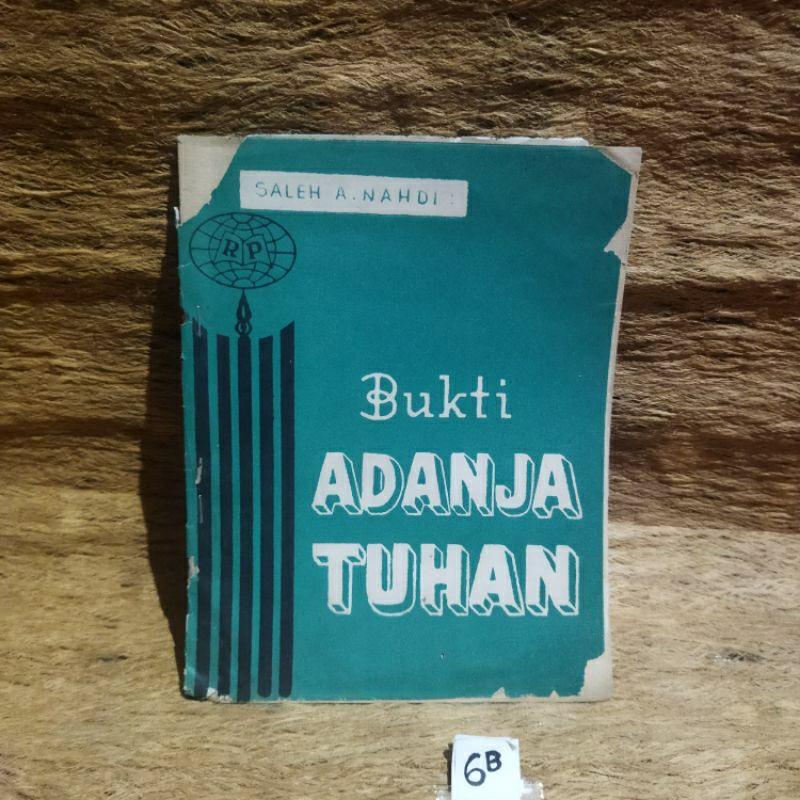 SALEH A. NAHDI :
RP
Bukti
ADANJA
TUHAN
6B